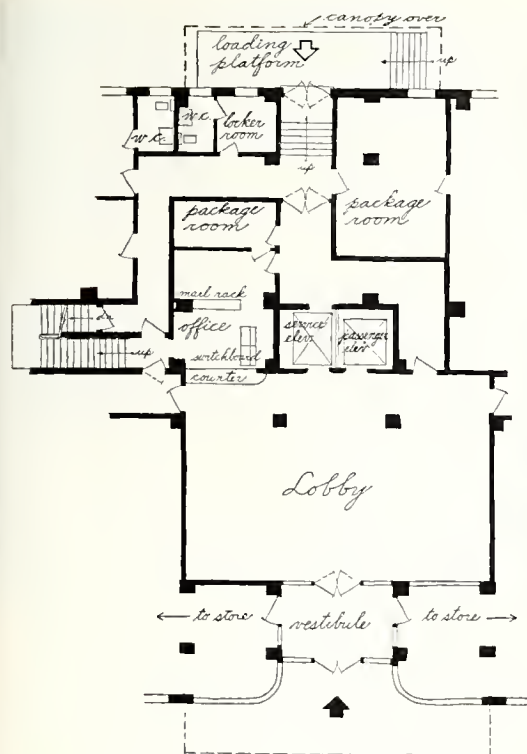 canopy over
loading
platform
up
w.c.
w.c.
locker
room
up
package
room
package
room
mail rack
dn
office
service
elev
passenger
elev
up
switchboard
counter
Lobby
to store
vestibule
to store